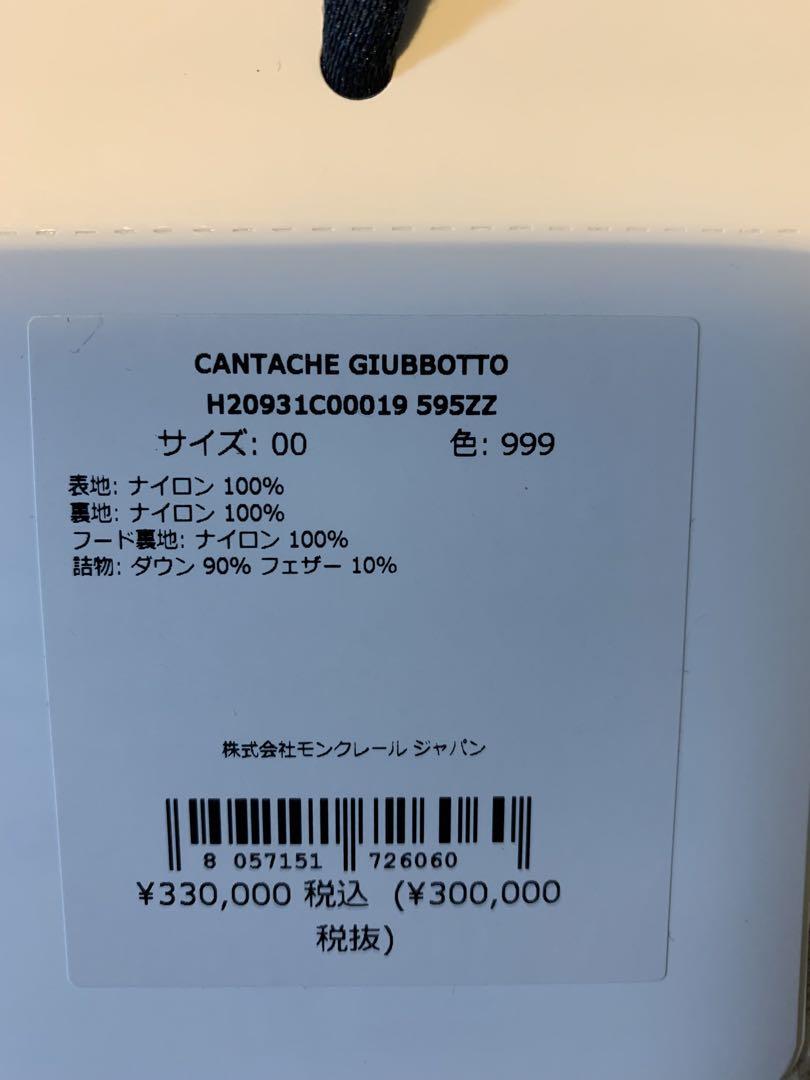 CANTACHE GIUBBOTTO
H20931C00019 595ZZ
サイズ: 00 色: 999
表地: ナイロン 100%
裏地: ナイロン 100%
フード裏地: ナイロン 100%
詰物: ダウン 90% フェザー 10%
株式会社モンクレール ジャパン
8 057151 726060
¥330,000 税込 (¥300,000
税抜)